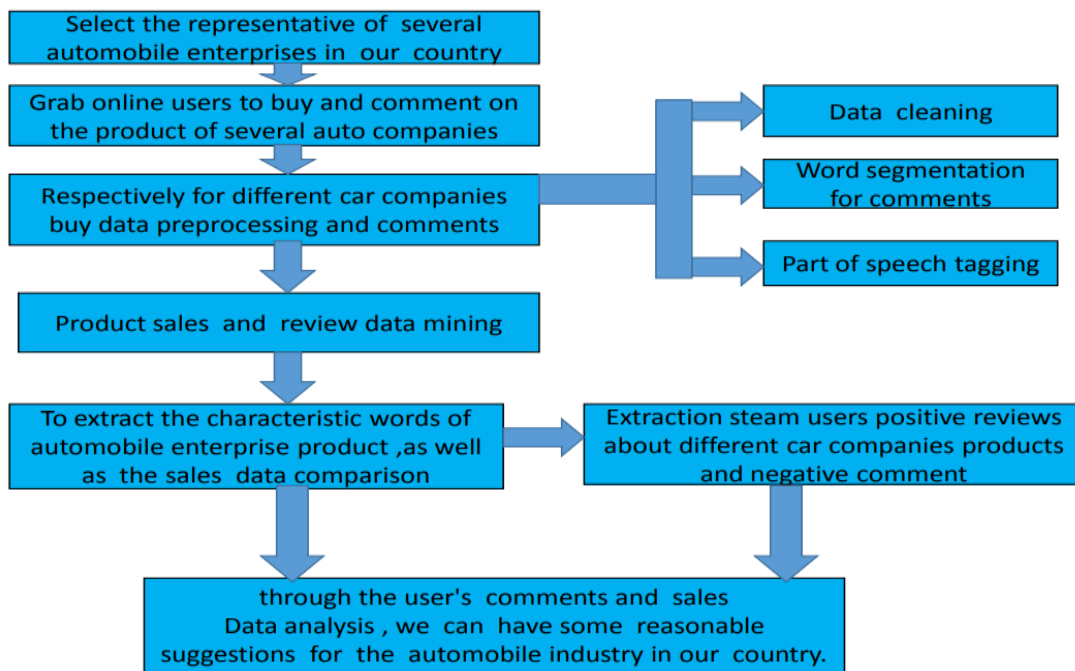 Select the representative of several
automobile enterprises in our country
Grab online users to buy and comment on
the product of several auto companies
Respectively for different car companies
buy data preprocessing and comments
Data cleaning
Word segmentation
for comments
Part of speech tagging
Product sales and review data mining
To extract the characteristic words of
automobile enterprise product ,as well
as the sales data comparison
Extraction steam users positive reviews
about different car companies products
and negative comment
through the user's comments and sales
Data analysis , we can have some reasonable
suggestions for the automobile industry in our country.